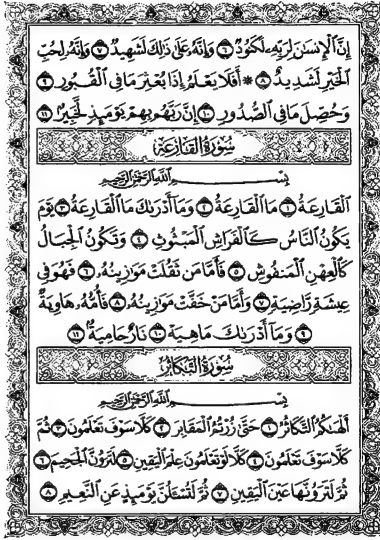 إِنَّ ٱلْإِنسَٰنَ لِرَبِّهِۦ لَكَنُودٌ ٦ وَإِنَّهُۥ عَلَىٰ ذَٰلِكَ لَشَهِيدٌ ٧ وَإِنَّهُۥ لِحُبِّ
ٱلْخَيْرِ لَشَدِيدٌ ٨ ۞ أَفَلَا يَعْلَمُ إِذَا بُعْثِرَ مَا فِى ٱلْقُبُورِ ٩
وَحُصِّلَ مَا فِى ٱلصُّدُورِ ١٠ إِنَّ رَبَّهُم بِهِمْ يَوْمَئِذٍ لَّخَبِيرٌۢ ١١
سُورَةُ القَارِعَةِ
بِسْمِ ٱللَّهِ ٱلرَّحْمَٰنِ ٱلرَّحِيمِ
ٱلْقَارِعَةُ ١ مَا ٱلْقَارِعَةُ ٢ وَمَآ أَدْرَىٰكَ مَا ٱلْقَارِعَةُ ٣ يَوْمَ
يَكُونُ ٱلنَّاسُ كَٱلْفَرَاشِ ٱلْمَبْثُوثِ ٤ وَتَكُونُ ٱلْجِبَالُ
كَٱلْعِهْنِ ٱلْمَنفُوشِ ٥ فَأَمَّا مَن ثَقُلَتْ مَوَٰزِينُهُۥ ٦ فَهُوَ فِى
عِيشَةٍ رَّاضِيَةٍ ٧ وَأَمَّا مَنْ خَفَّتْ مَوَٰزِينُهُۥ ٨ فَأُمُّهُۥ هَاوِيَةٌ
٩ وَمَآ أَدْرَىٰكَ مَا هِيَهْ ١٠ نَارٌ حَامِيَةٌۢ ١١
سُورَةُ التَّكَاثُرِ
بِسْمِ ٱللَّهِ ٱلرَّحْمَٰنِ ٱلرَّحِيمِ
أَلْهَىٰكُمُ ٱلتَّكَاثُرُ ١ حَتَّىٰ زُرْتُمُ ٱلْمَقَابِرَ ٢ كَلَّا سَوْفَ تَعْلَمُونَ ٣ ثُمَّ
كَلَّا سَوْفَ تَعْلَمُونَ ٤ كَلَّا لَوْ تَعْلَمُونَ عِلْمَ ٱلْيَقِينِ ٥ لَتَرَوُنَّ ٱلْجَحِيمَ ٦
ثُمَّ لَتَرَوُنَّهَا عَيْنَ ٱلْيَقِينِ ٧ ثُمَّ لَتُسْـَٔلُنَّ يَوْمَئِذٍ عَنِ ٱلنَّعِيمِ ٨